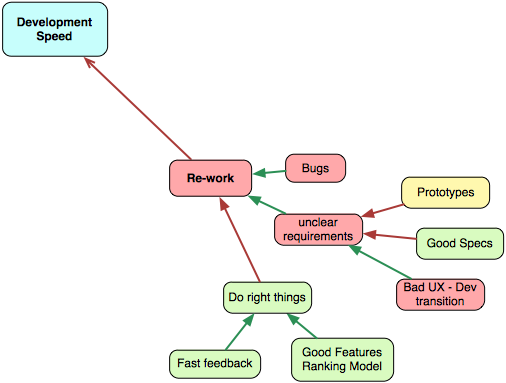 Development
Speed
Re-work
Bugs
Prototypes
unclear
requirements
Good Specs
Bad UX - Dev
transition
Do right things
Fast feedback
Good Features
Ranking Model